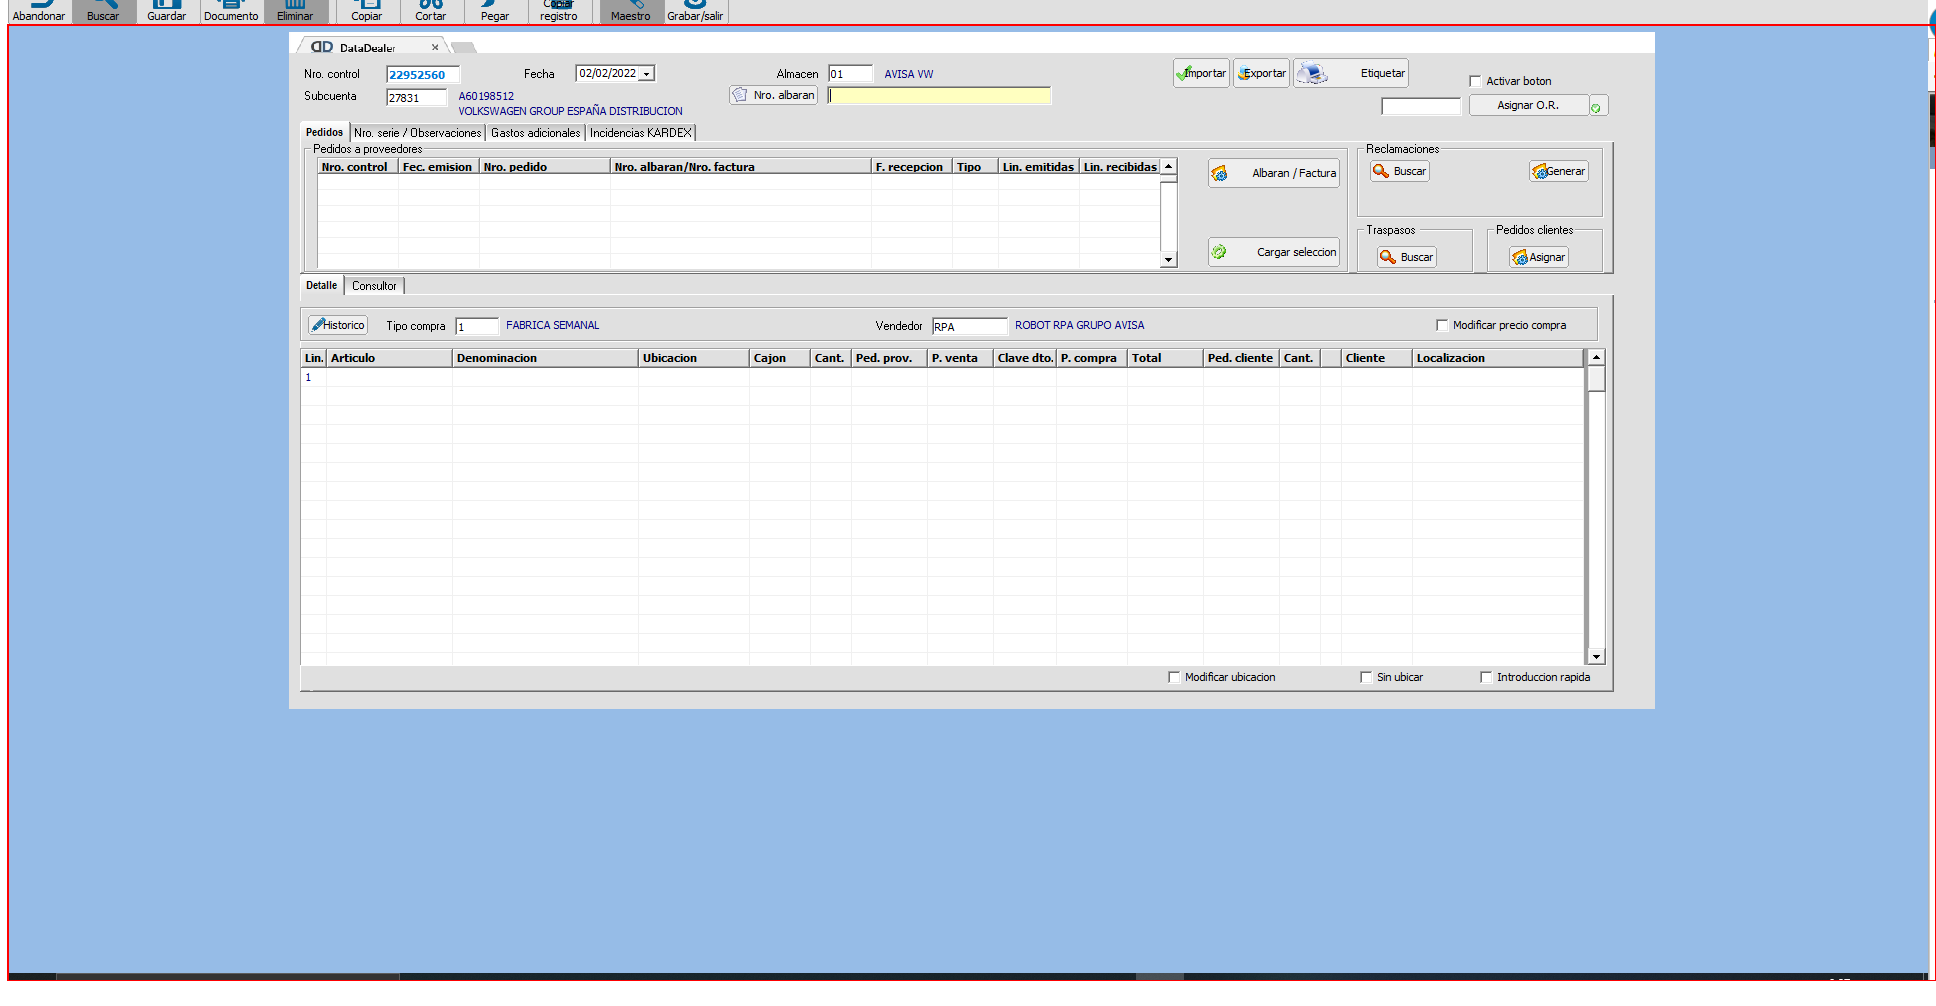 Abandonar Buscar Guardar Documento Eliminar Copiar Cortar Pegar Copiar registro Maestro Grabar/salir
DataDealer
Nro. control 22952560 Fecha 02/02/2022 Almacen 01 AVISA VW Importar Exportar Etiquetar Activar boton
Subcuenta 27831 A60198512 Nro. albaran Asignar O.R.
VOLKSWAGEN GROUP ESPAÑA DISTRIBUCION
Pedidos Nro. serie / Observaciones Gastos adicionales Incidencias KARDEX
Pedidos a proveedores Reclamaciones
Nro. control Fec. emision Nro. pedido Nro. albaran/Nro. factura F. recepcion Tipo Lin. emitidas Lin. recibidas
Albaran / Factura Buscar Generar
Traspasos Pedidos clientes
Cargar seleccion Buscar Asignar
Detalle Consultor
Historico Tipo compra 1 FABRICA SEMANAL Vendedor RPA ROBOT RPA GRUPO AVISA Modificar precio compra
Lin. Articulo Denominacion Ubicacion Cajon Cant. Ped. prov. P. venta Clave dto. P. compra Total Ped. cliente Cant. Cliente Localizacion
1
Modificar ubicacion Sin ubicar Introduccion rapida